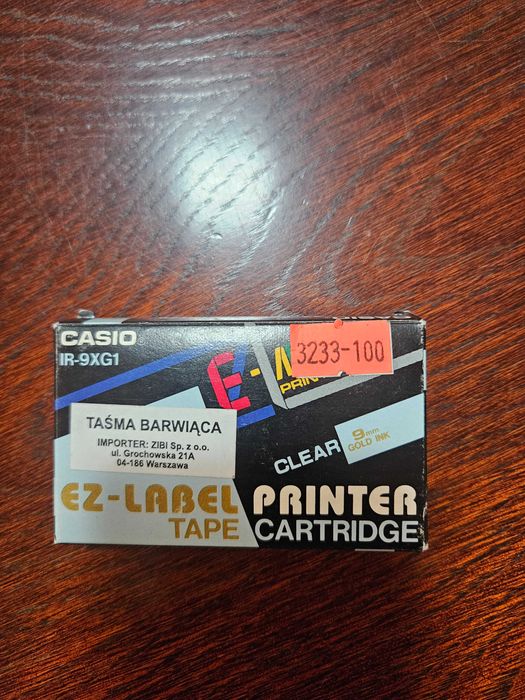 CASIO
IR-9XG1
3233-100
E-
PRIN
TAŚMA BARWIĄCA
IMPORTER: ZIBI Sp. z o.o.
ul. Grochowska 21A
04-186 Warszawa
CLEAR
9mm
GOLD INK
EZ-LABEL PRINTER
TAPE CARTRIDGE